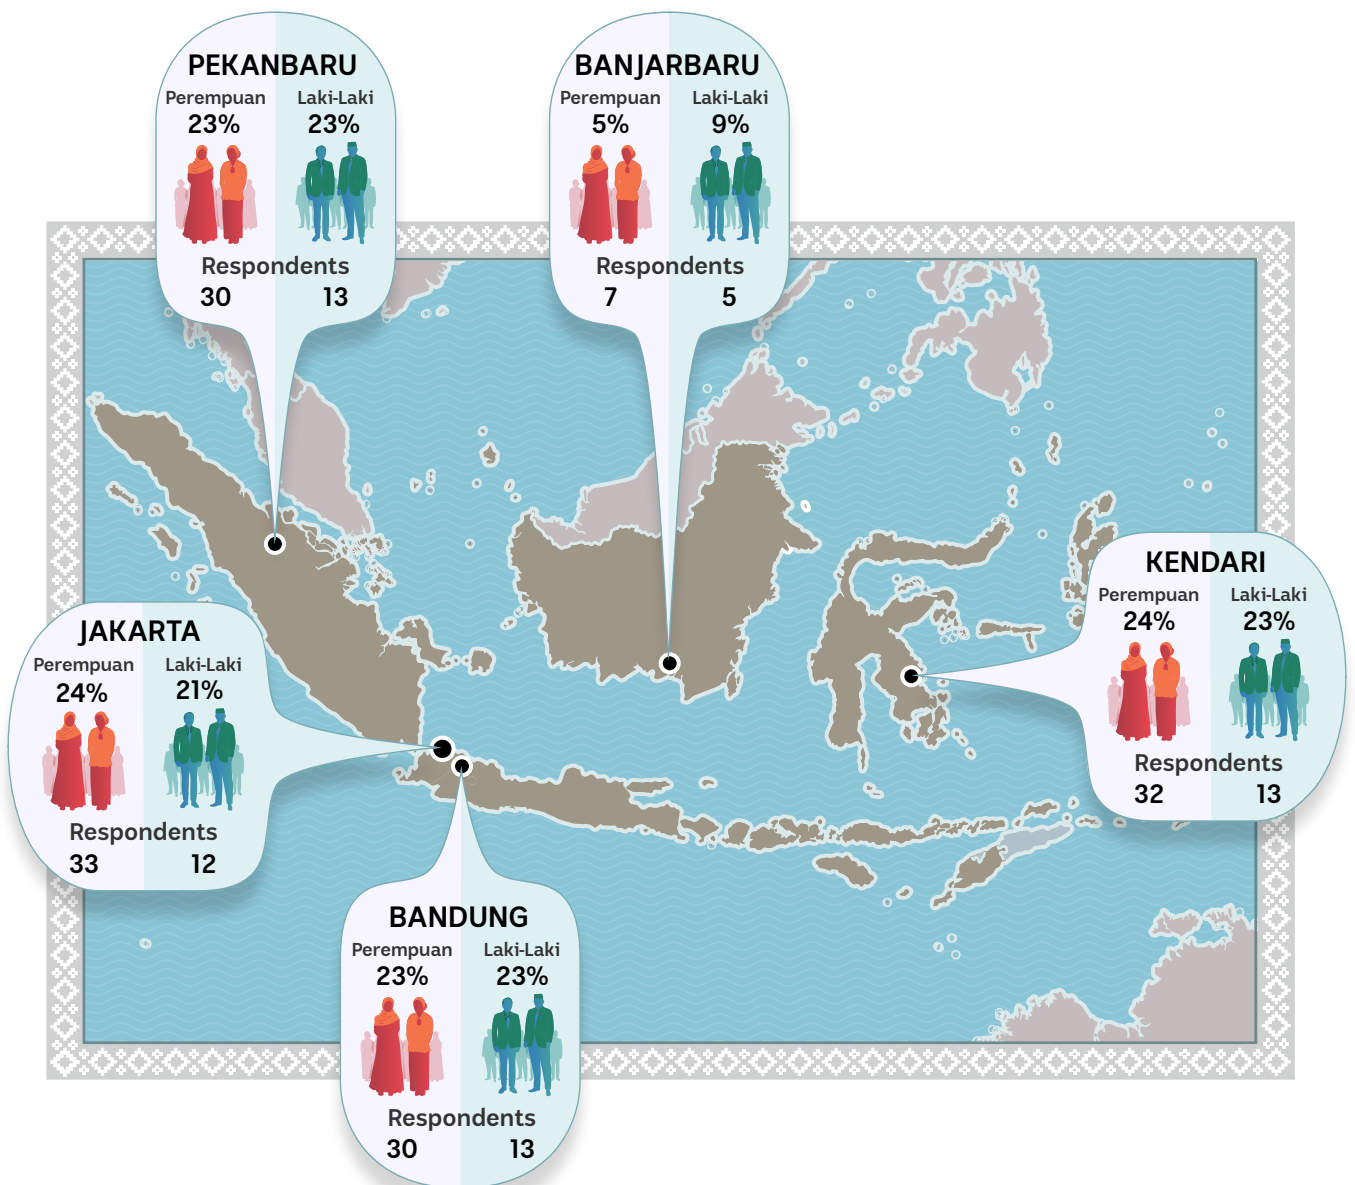 PEKANBARU
Perempuan Laki-Laki
23% 23%
Respondents
30 13
BANJARBARU
Perempuan Laki-Laki
5% 9%
Respondents
7 5
KENDARI
Perempuan Laki-Laki
24% 23%
Respondents
32 13
JAKARTA
Perempuan Laki-Laki
24% 21%
Respondents
33 12
BANDUNG
Perempuan Laki-Laki
23% 23%
Respondents
30 13